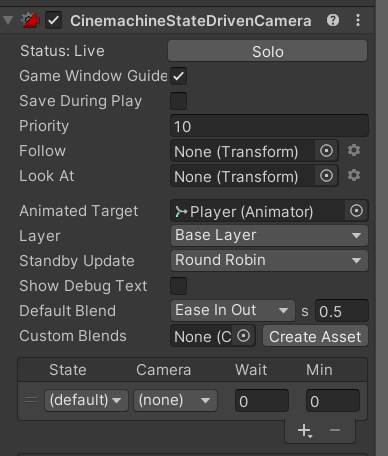 CinemachineStateDrivenCamera
Status: Live Solo
Game Window Guide
Save During Play
Priority 10
Follow None (Transform)
Look At None (Transform)
Animated Target Player (Animator)
Layer Base Layer
Standby Update Round Robin
Show Debug Text
Default Blend Ease In Out s 0.5
Custom Blends None (C Create Asset
State Camera Wait Min
(default) (none) 0 0